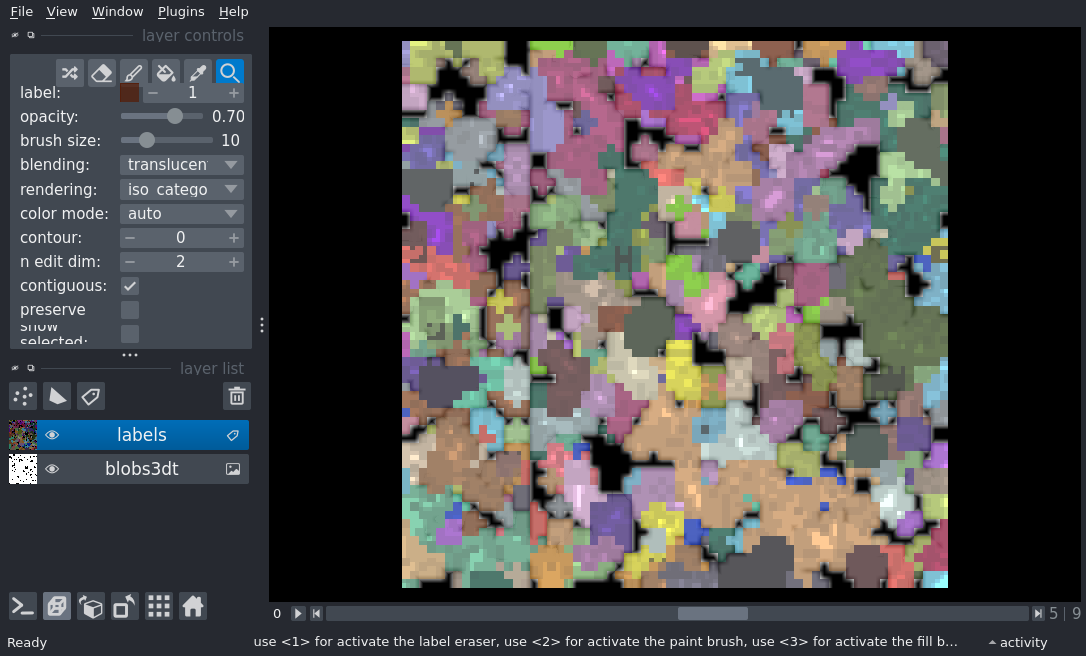 File View Window Plugins Help
layer controls
label: 1
opacity: 0.70
brush size: 10
blending: translucen
rendering: iso_catego
color mode: auto
contour: 0
n edit dim: 2
contiguous:
preserve
show
selected:
layer list
labels
blobs3dt
0 5 | 9
Ready use <1> for activate the label eraser, use <2> for activate the paint brush, use <3> for activate the fill b... activity